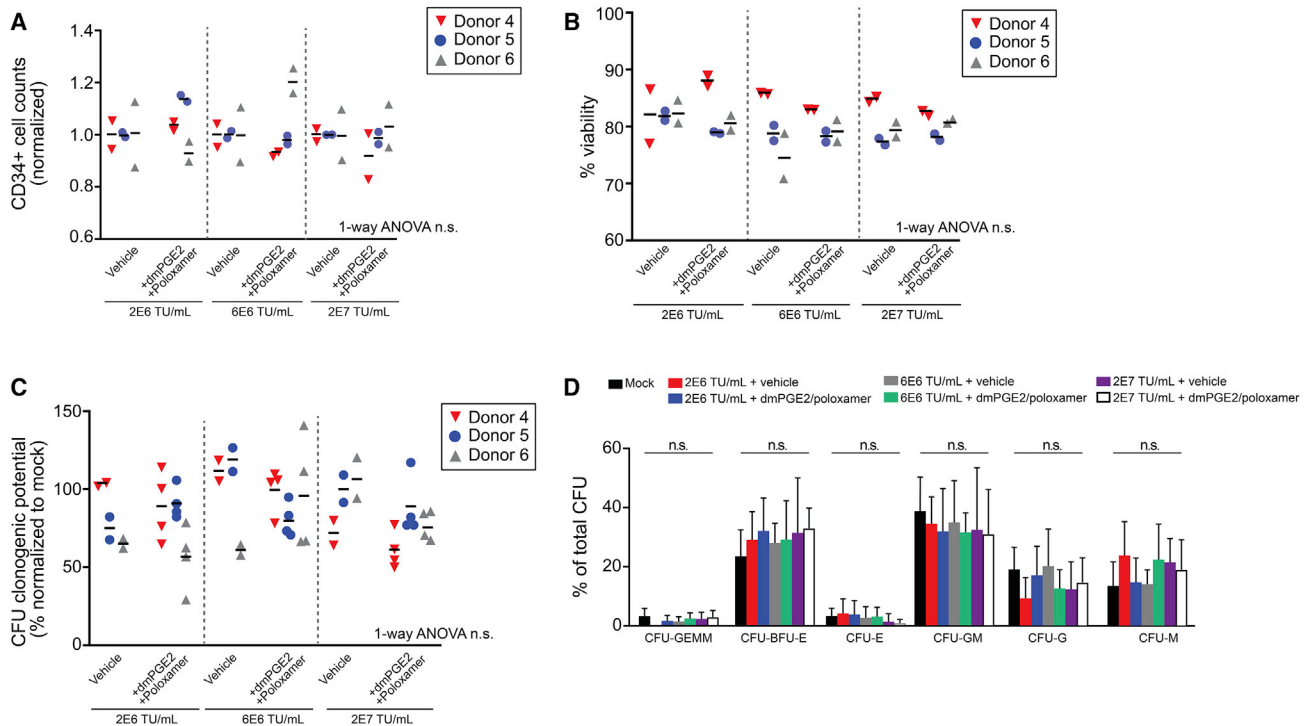 A
CD34+ cell counts
(normalized)
1.4
1.2
1.0
0.8
0.6
Donor 4
Donor 5
Donor 6
1-way ANOVA n.s.
Vehicle
+dmPGE2
+Poloxamer
Vehicle
+dmPGE2
+Poloxamer
Vehicle
+dmPGE2
+Poloxamer
2E6 TU/mL
6E6 TU/mL
2E7 TU/mL
B
% viability
100
90
80
70
60
Donor 4
Donor 5
Donor 6
1-way ANOVA n.s.
Vehicle
+dmPGE2
+Poloxamer
Vehicle
+dmPGE2
+Poloxamer
Vehicle
+dmPGE2
+Poloxamer
2E6 TU/mL
6E6 TU/mL
2E7 TU/mL
C
CFU clonogenic potential
(% normalized to mock)
150
100
50
0
Donor 4
Donor 5
Donor 6
1-way ANOVA n.s.
Vehicle
+dmPGE2
+Poloxamer
Vehicle
+dmPGE2
+Poloxamer
Vehicle
+dmPGE2
+Poloxamer
2E6 TU/mL
6E6 TU/mL
2E7 TU/mL
D
Mock
2E6 TU/mL + vehicle
6E6 TU/mL + vehicle
2E7 TU/mL + vehicle
2E6 TU/mL + dmPGE2/poloxamer
6E6 TU/mL + dmPGE2/poloxamer
2E7 TU/mL + dmPGE2/poloxamer
% of total CFU
60
40
20
0
n.s.
n.s.
n.s.
n.s.
n.s.
n.s.
CFU-GEMM
CFU-BFU-E
CFU-E
CFU-GM
CFU-G
CFU-M